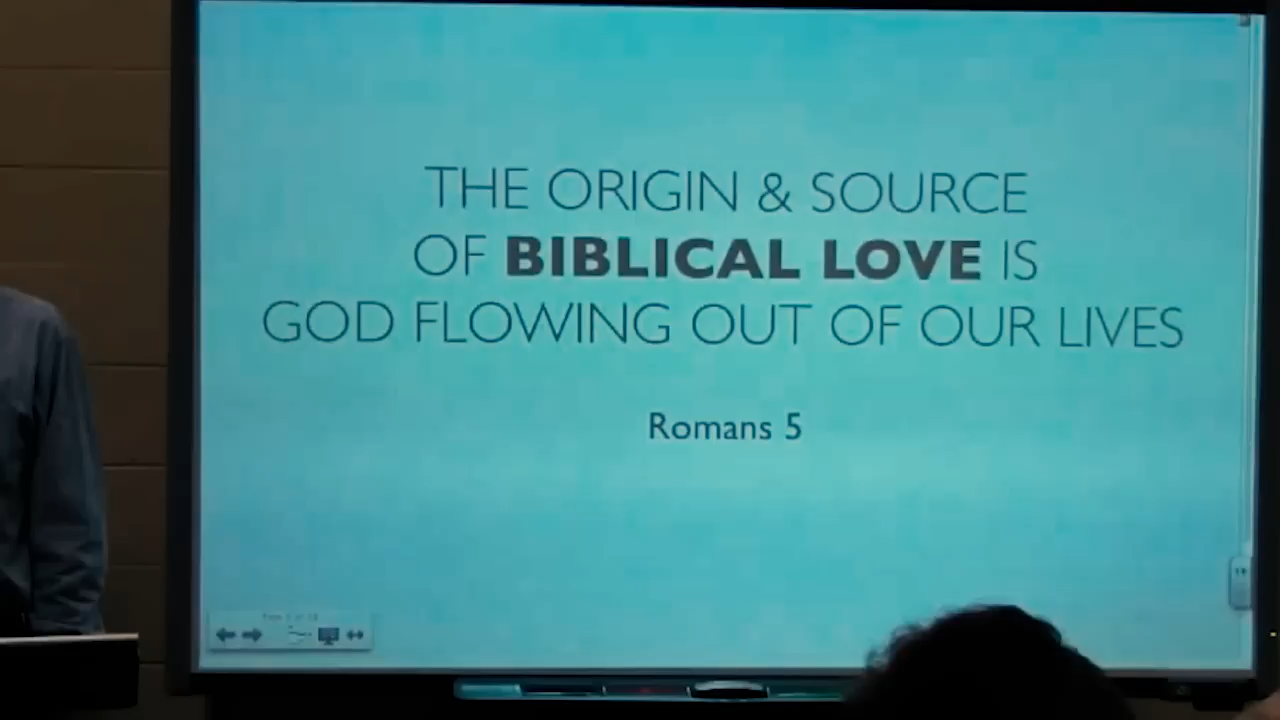 THE ORIGIN & SOURCE
OF BIBLICAL LOVE IS
GOD FLOWING OUT OF OUR LIVES
Romans 5